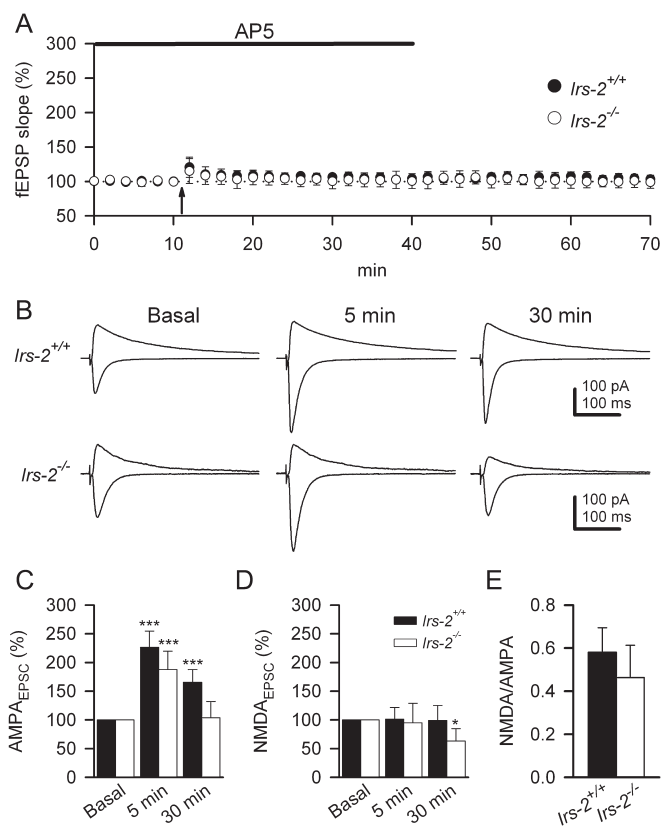 A
AP5
fEPSP slope (%)
300
250
200
150
100
50
Irs-2+/+
Irs-2-/-
0 10 20 30 40 50 60 70
min
B
Basal 5 min 30 min
Irs-2+/+
100 pA
100 ms
Irs-2-/-
100 pA
100 ms
C
AMPAEPSC (%)
300
250
200
150
100
50
0
***
***
***
Basal 5 min 30 min
D
NMDAEPSC (%)
300
250
200
150
100
50
0
Irs-2+/+
Irs-2-/-
*
Basal 5 min 30 min
E
NMDA/AMPA
0.8
0.6
0.4
0.2
0.0
Irs-2+/+ Irs-2-/-